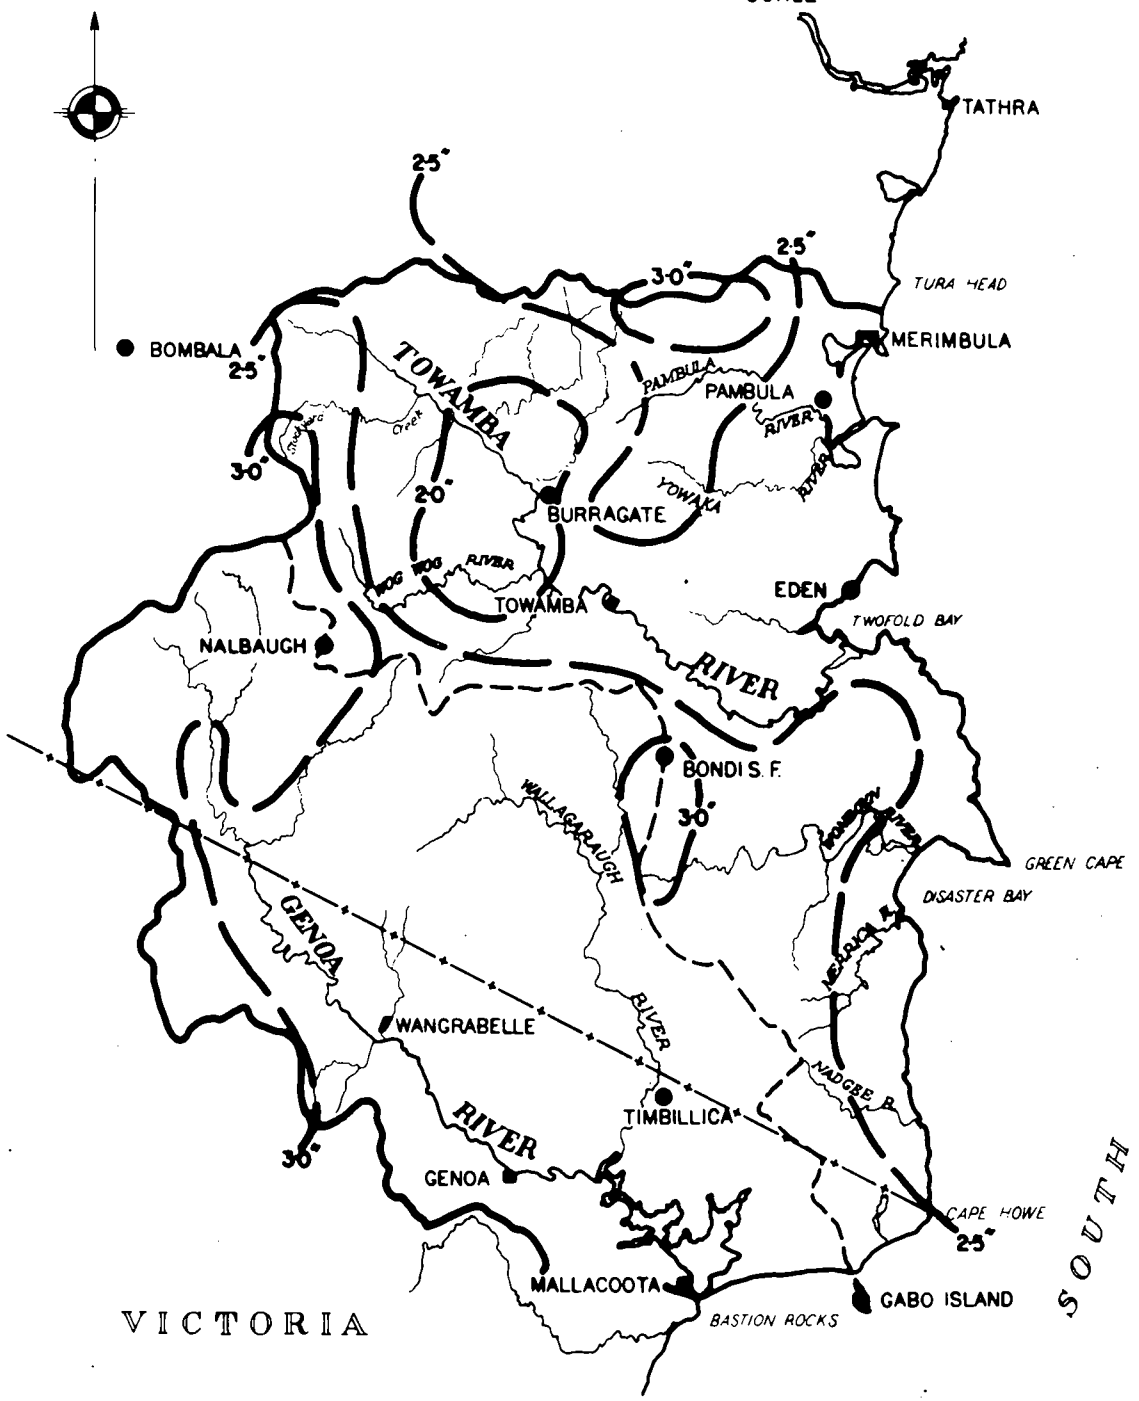 TATHRA
2·5"
2·5"
3·0"
TURA HEAD
BOMBALA
2·5"
MERIMBULA
TOWAMBA
PAMBULA
PAMBULA
RIVER
Creek
3·0"
2·0"
RIVER
YOWAKA
BURRAGATE
WOG WOG RIVER
EDEN
TOWAMBA
TWOFOLD BAY
NALBAUGH
RIVER
BONDI S. F.
WALLAGARAUGH
3·0"
WONBOYN RIVER
GREEN CAPE
DISASTER BAY
GENOA
MERRICA R.
RIVER
WANGRABELLE
NADGEE R.
RIVER
TIMBILLICA
3·0"
GENOA
CAPE HOWE
2·5"
SOUTH
MALLACOOTA
GABO ISLAND
VICTORIA
BASTION ROCKS